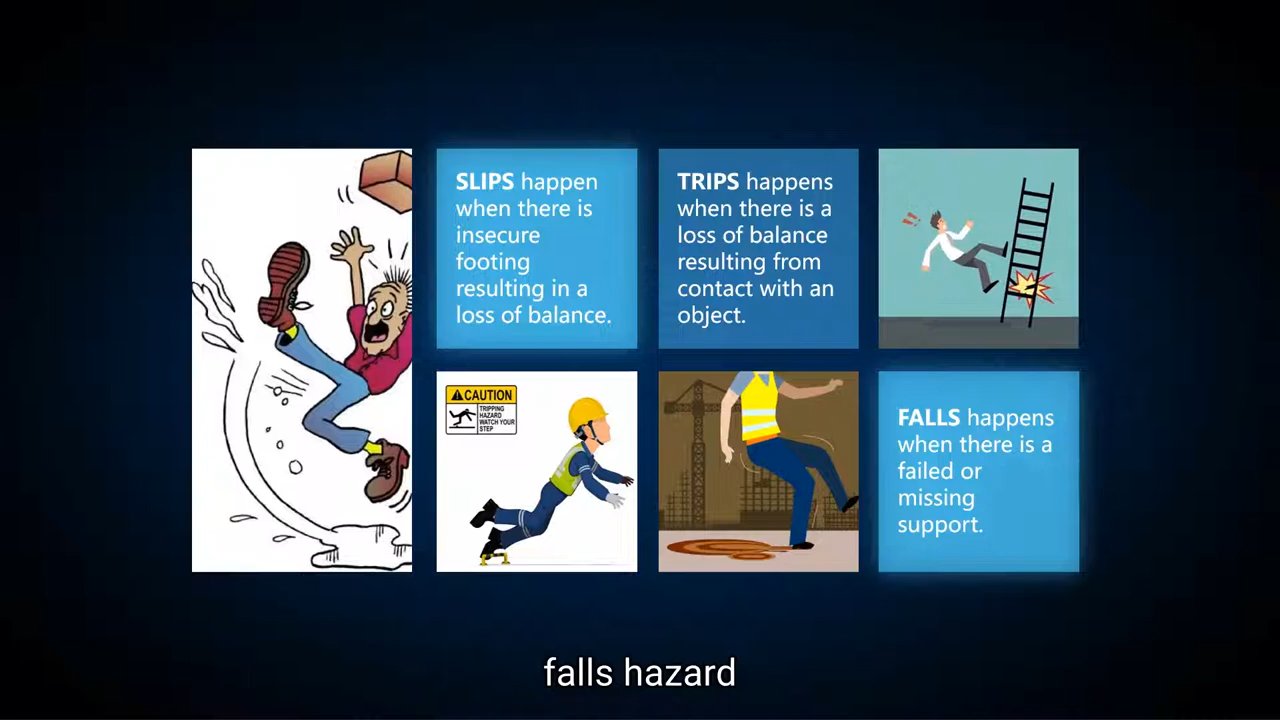 SLIPS happen
when there is
insecure
footing
resulting in a
loss of balance.
TRIPS happens
when there is a
loss of balance
resulting from
contact with an
object.
CAUTION
TRIPPING
HAZARD
WATCH YOUR
STEP
FALLS happens
when there is a
failed or
missing
support.
falls hazard